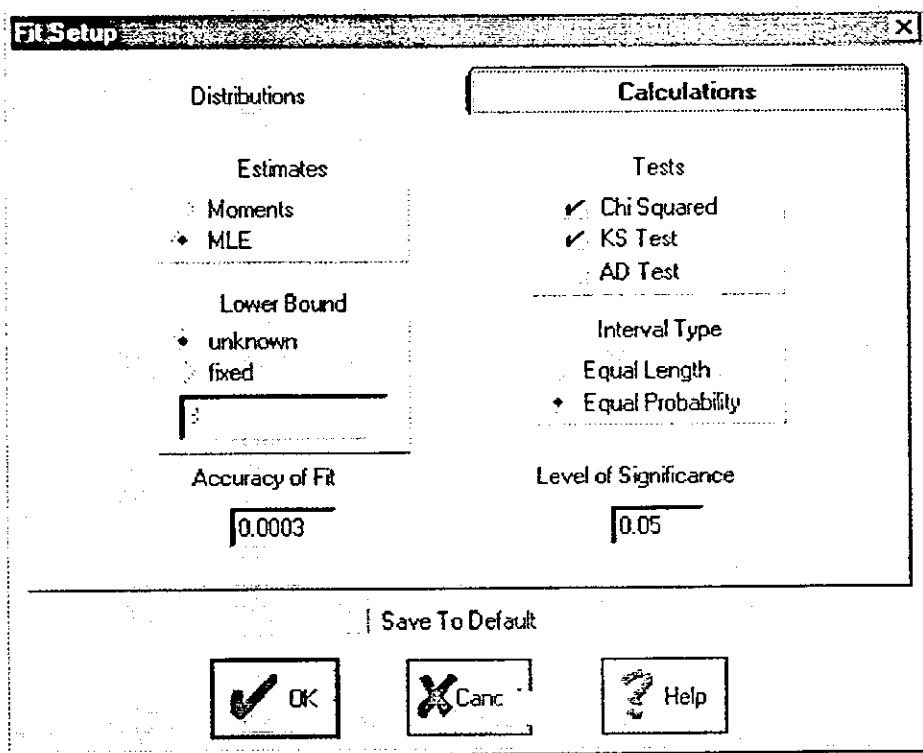 Fit Setup
Distributions
Calculations
Estimates
Moments
MLE
Lower Bound
unknown
fixed
Accuracy of Fit
0.0003
Tests
Chi Squared
KS Test
AD Test
Interval Type
Equal Length
Equal Probability
Level of Significance
0.05
Save To Default
OK
Canc
Help